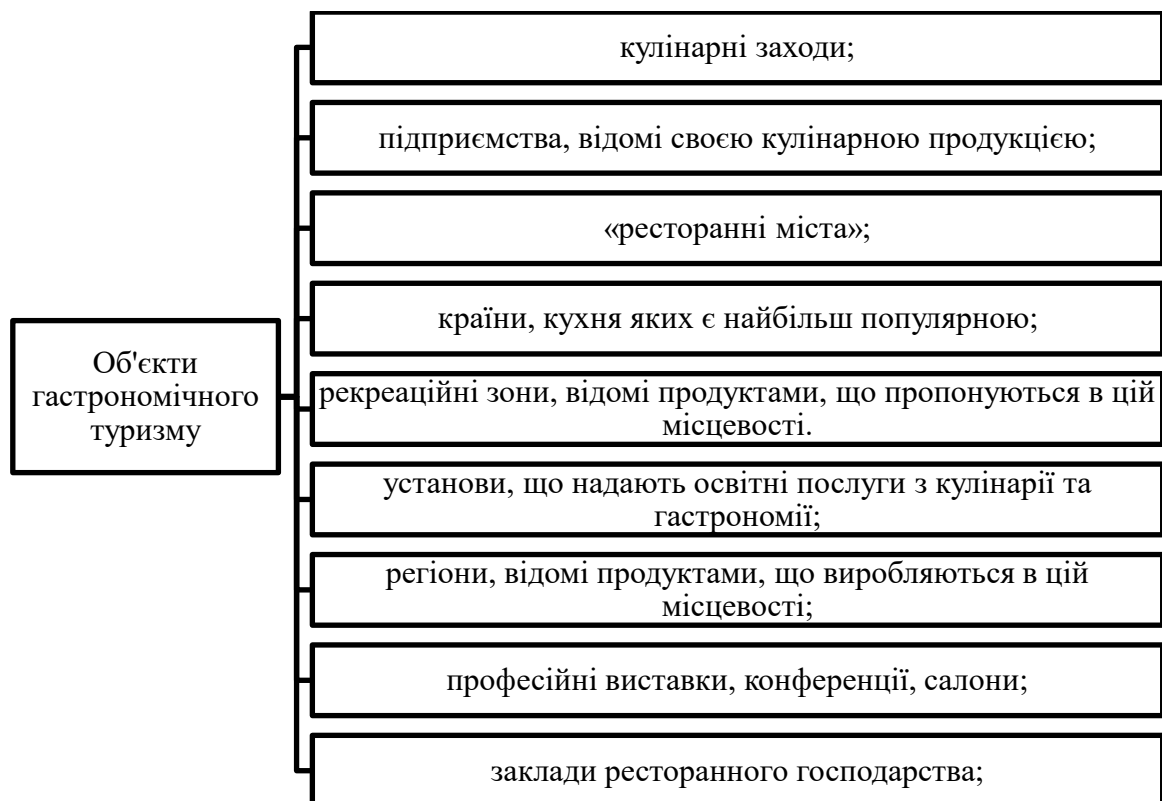 кулінарні заходи;
підприємства, відомі своєю кулінарною продукцією;
«ресторанні міста»;
країни, кухня яких є найбільш популярною;
Об'єкти
гастрономічного
туризму
рекреаційні зони, відомі продуктами, що пропонуються в цій
місцевості.
установи, що надають освітні послуги з кулінарії та
гастрономії;
регіони, відомі продуктами, що виробляються в цій
місцевості;
професійні виставки, конференції, салони;
заклади ресторанного господарства;